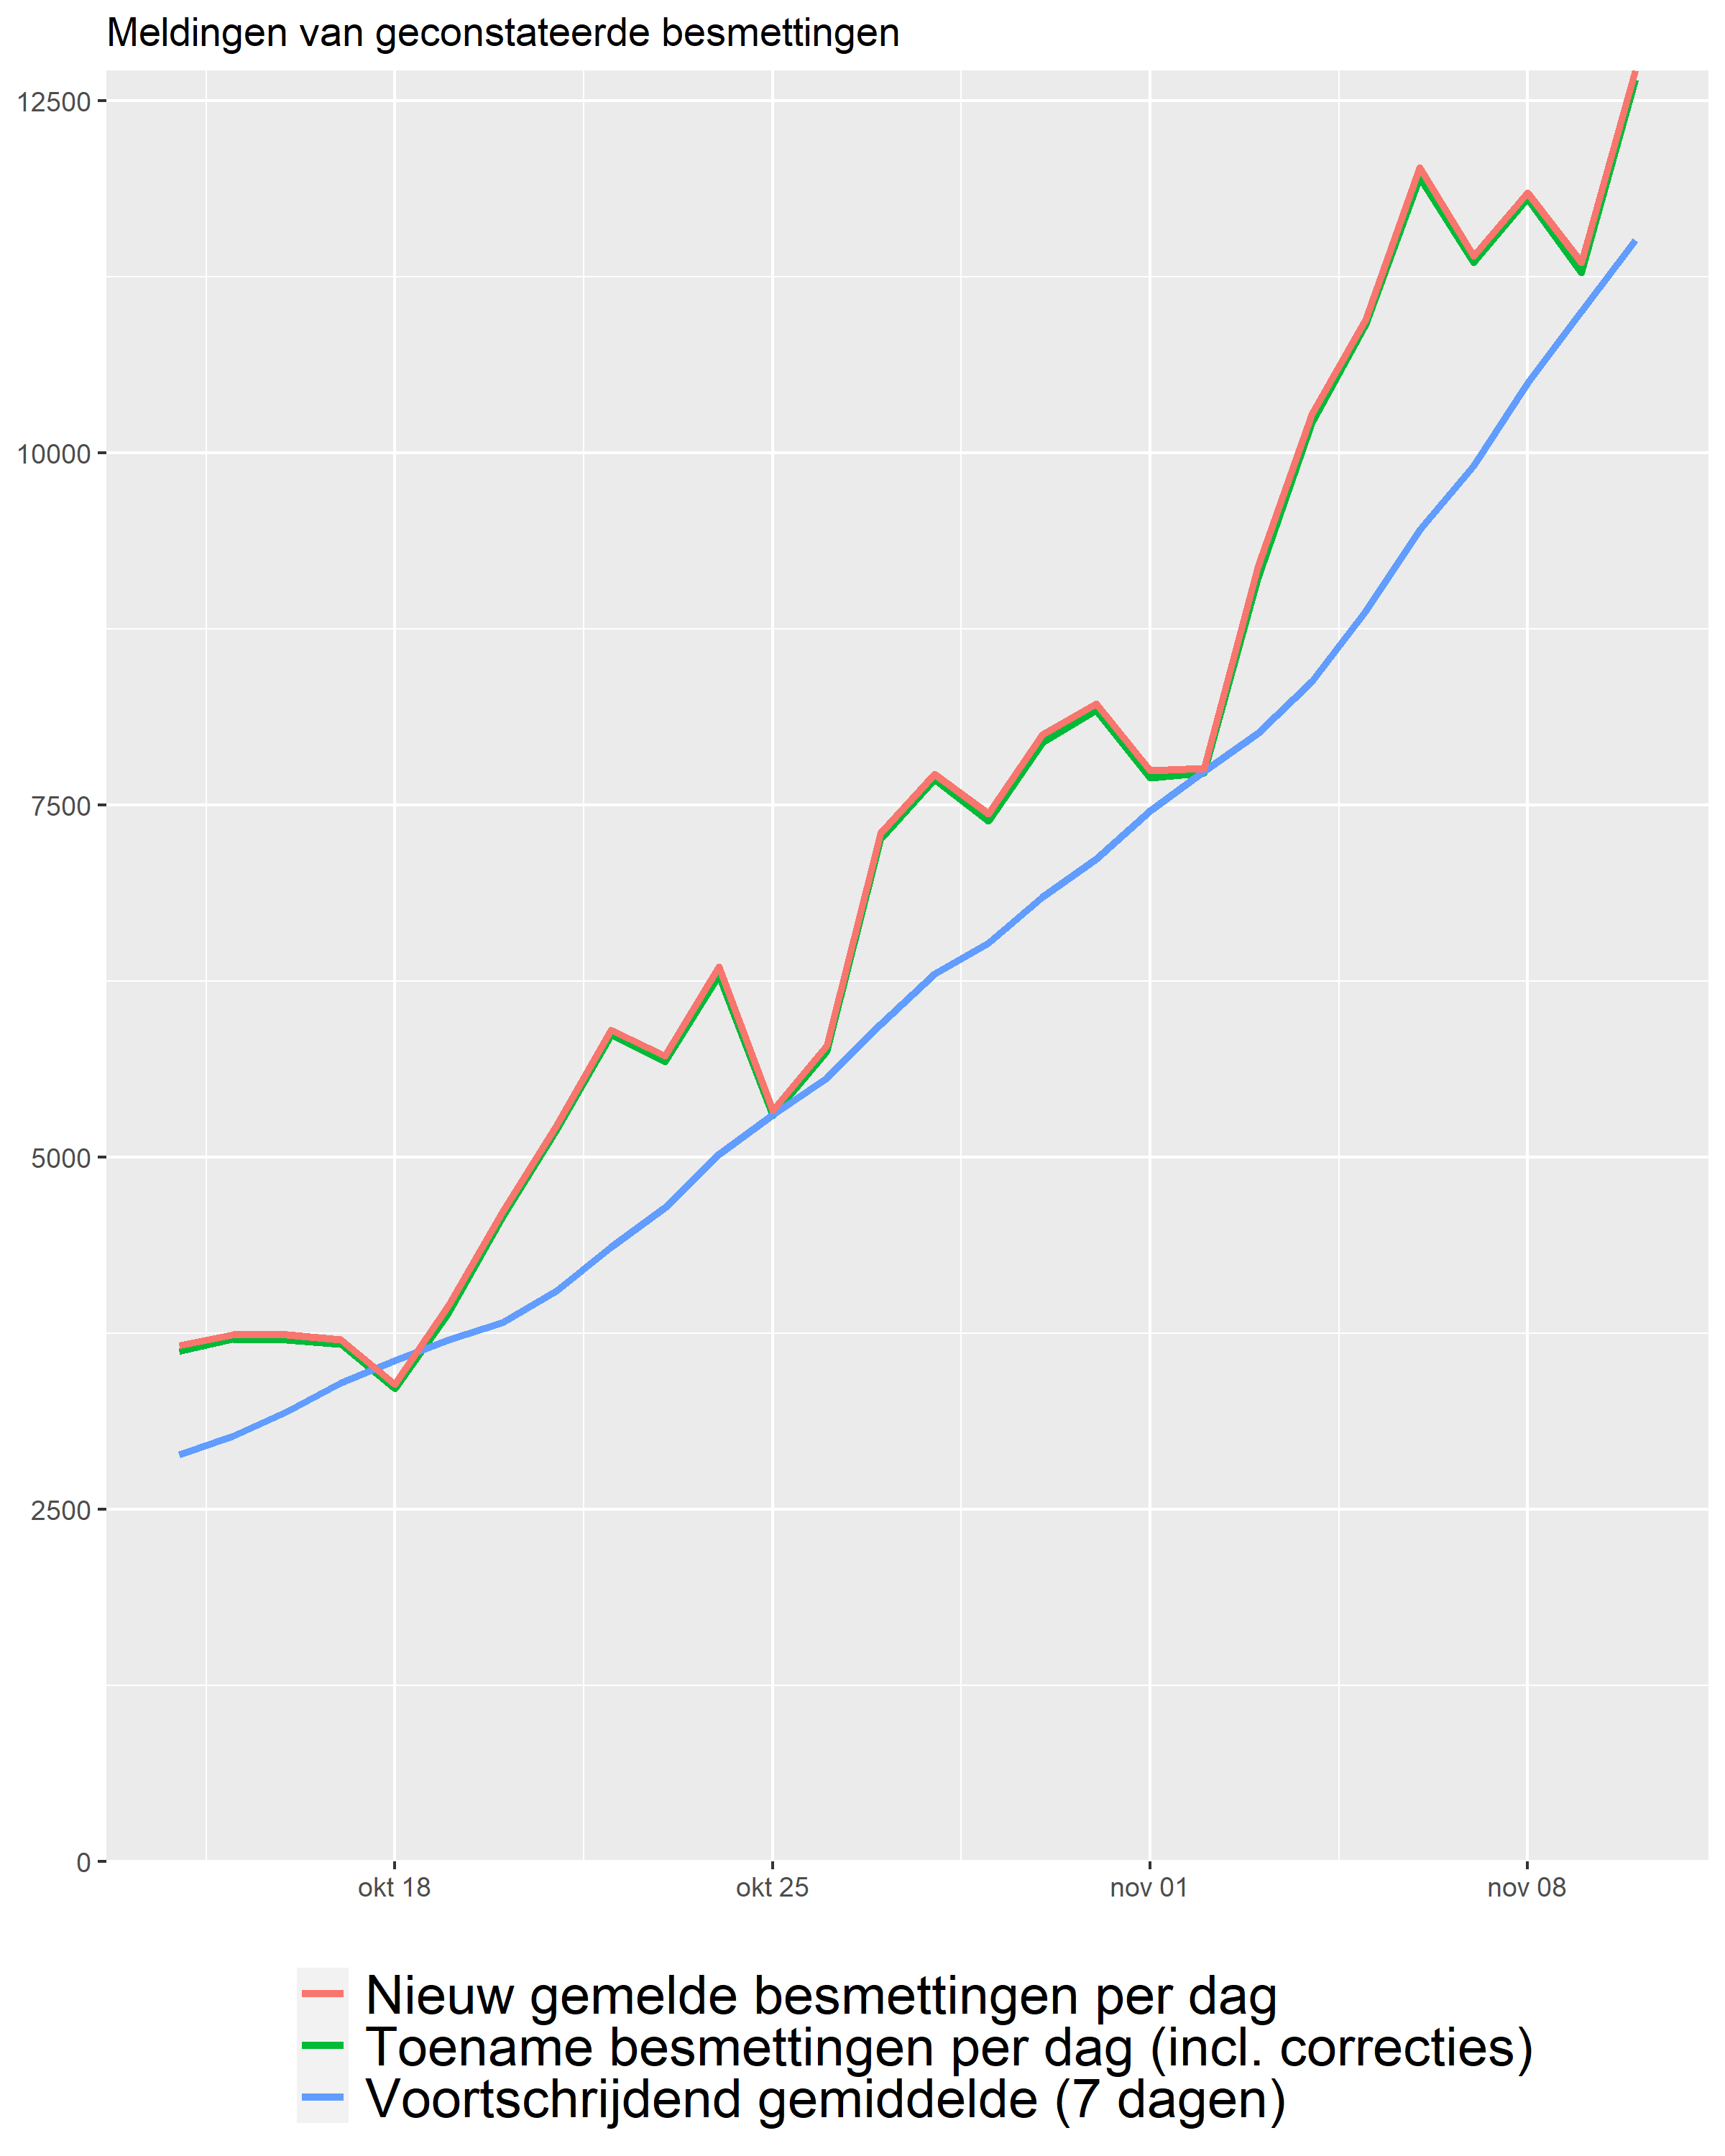 Meldingen van geconstateerde besmettingen
12500
10000
7500
5000
2500
0
okt 18 okt 25 nov 01 nov 08
Nieuw gemelde besmettingen per dag
Toename besmettingen per dag (incl. correcties)
Voortschrijdend gemiddelde (7 dagen)